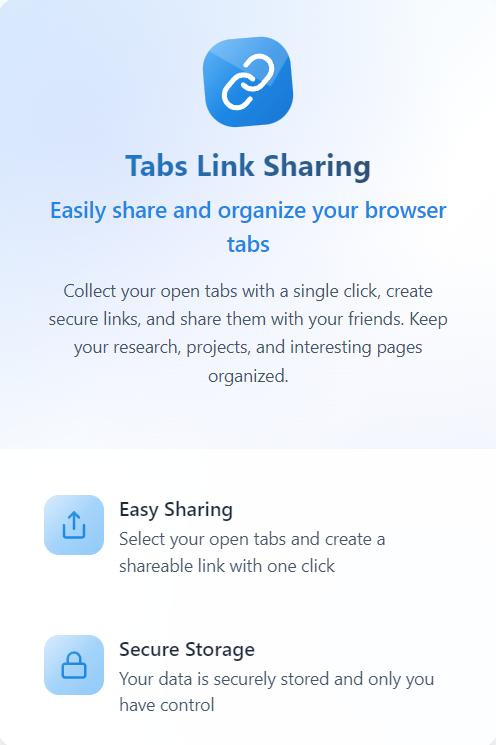 Tabs Link Sharing
Easily share and organize your browser
tabs
Collect your open tabs with a single click, create
secure links, and share them with your friends. Keep
your research, projects, and interesting pages
organized.
Easy Sharing
Select your open tabs and create a
shareable link with one click
Secure Storage
Your data is securely stored and only you
have control